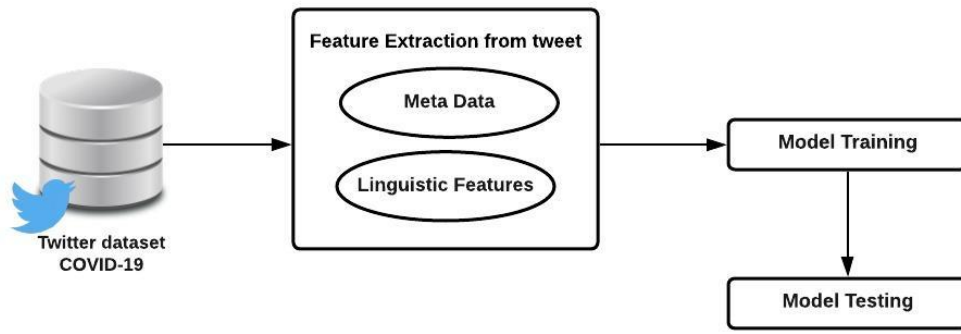 Feature Extraction from tweet
Meta Data
Linguistic Features
Twitter dataset
COVID-19
Model Training
Model Testing